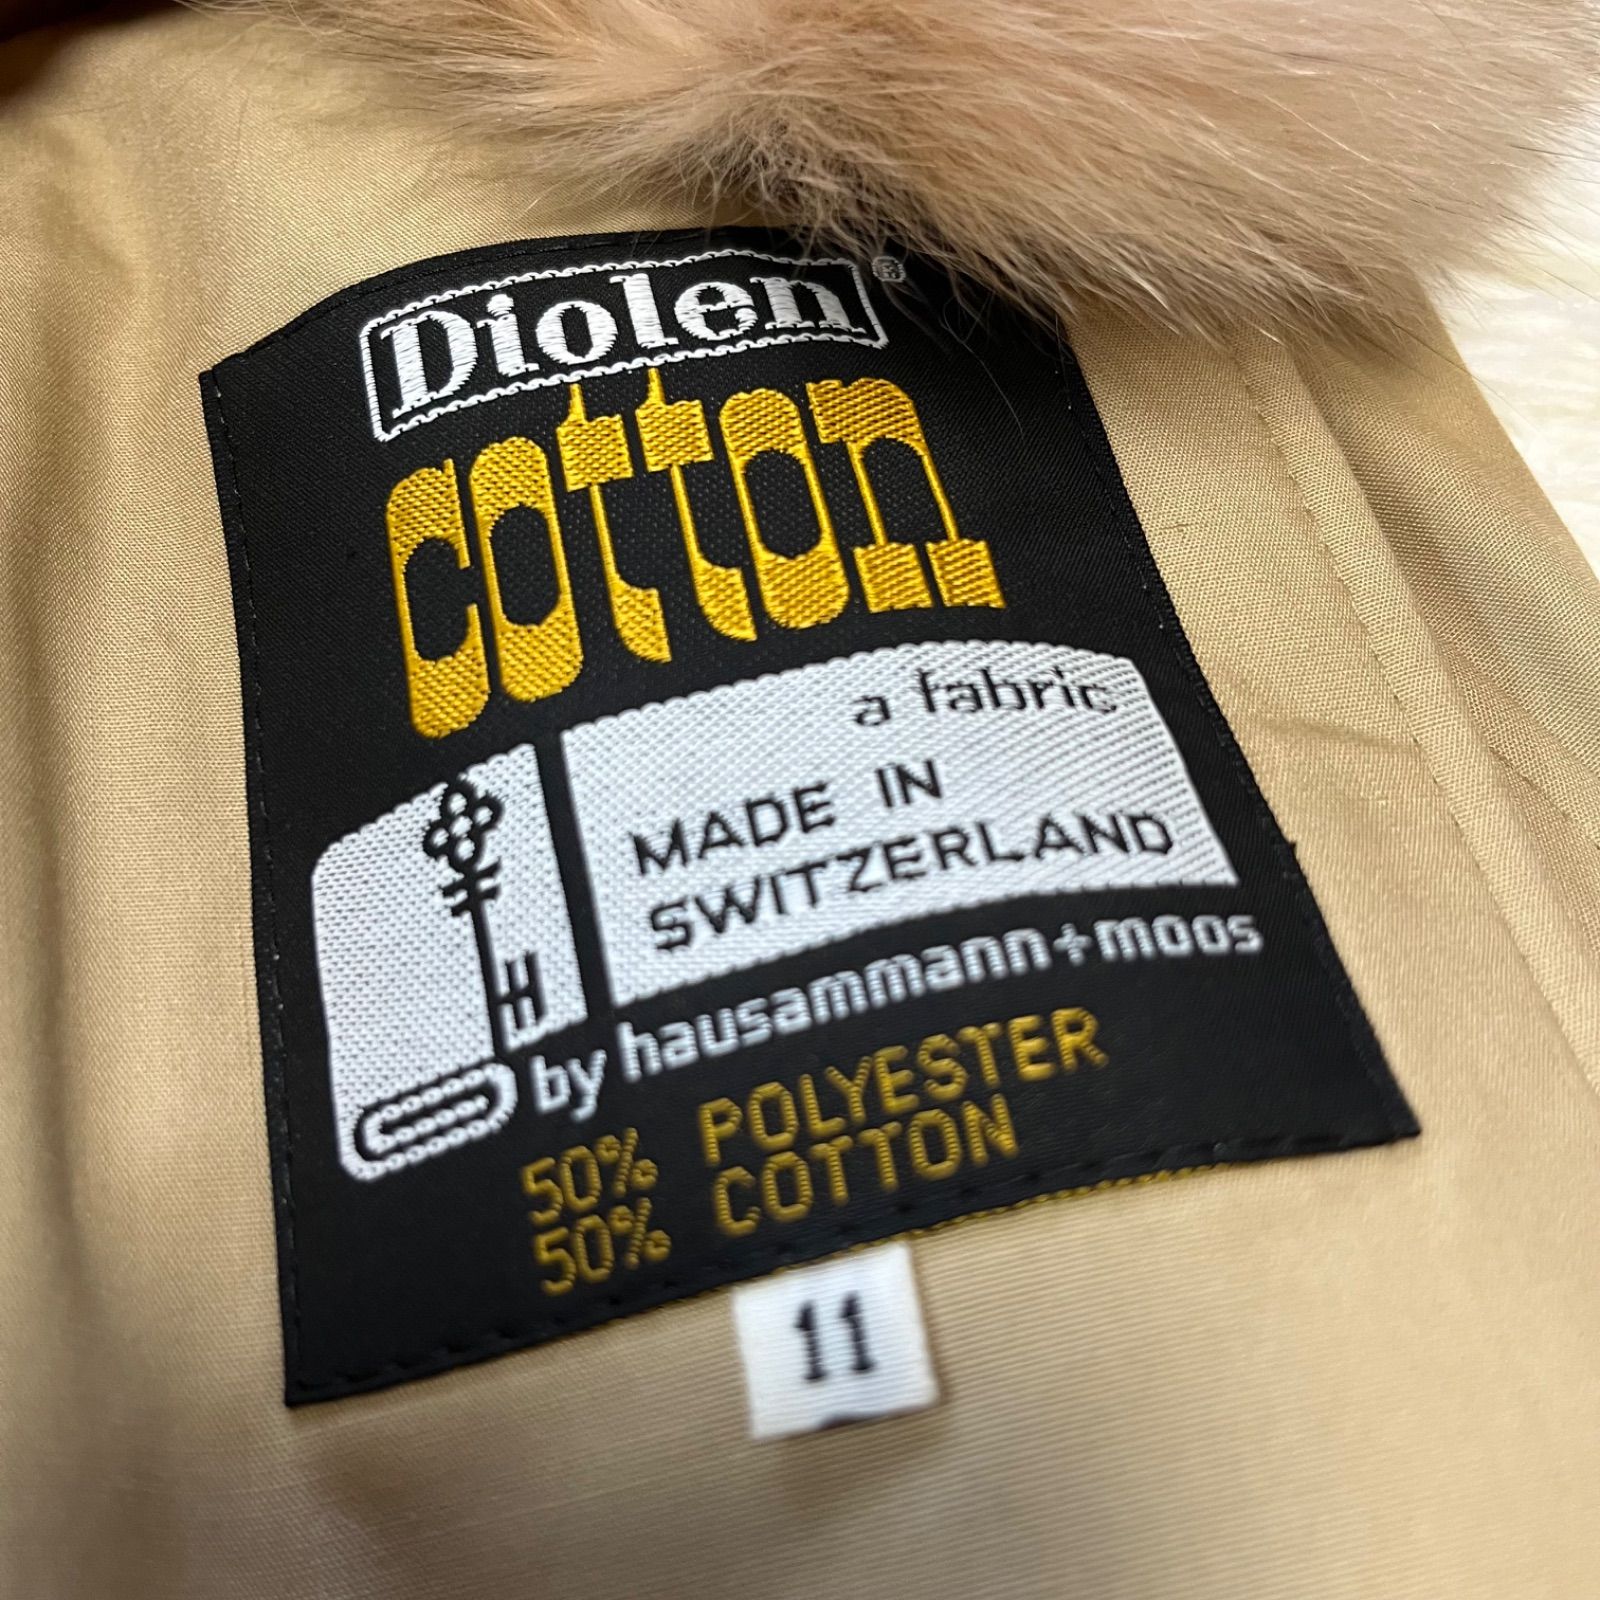 Diolen®
cotton
a fabric
MADE IN
SWITZERLAND
H
by hausammann+moos
50% POLYESTER
50% COTTON
11